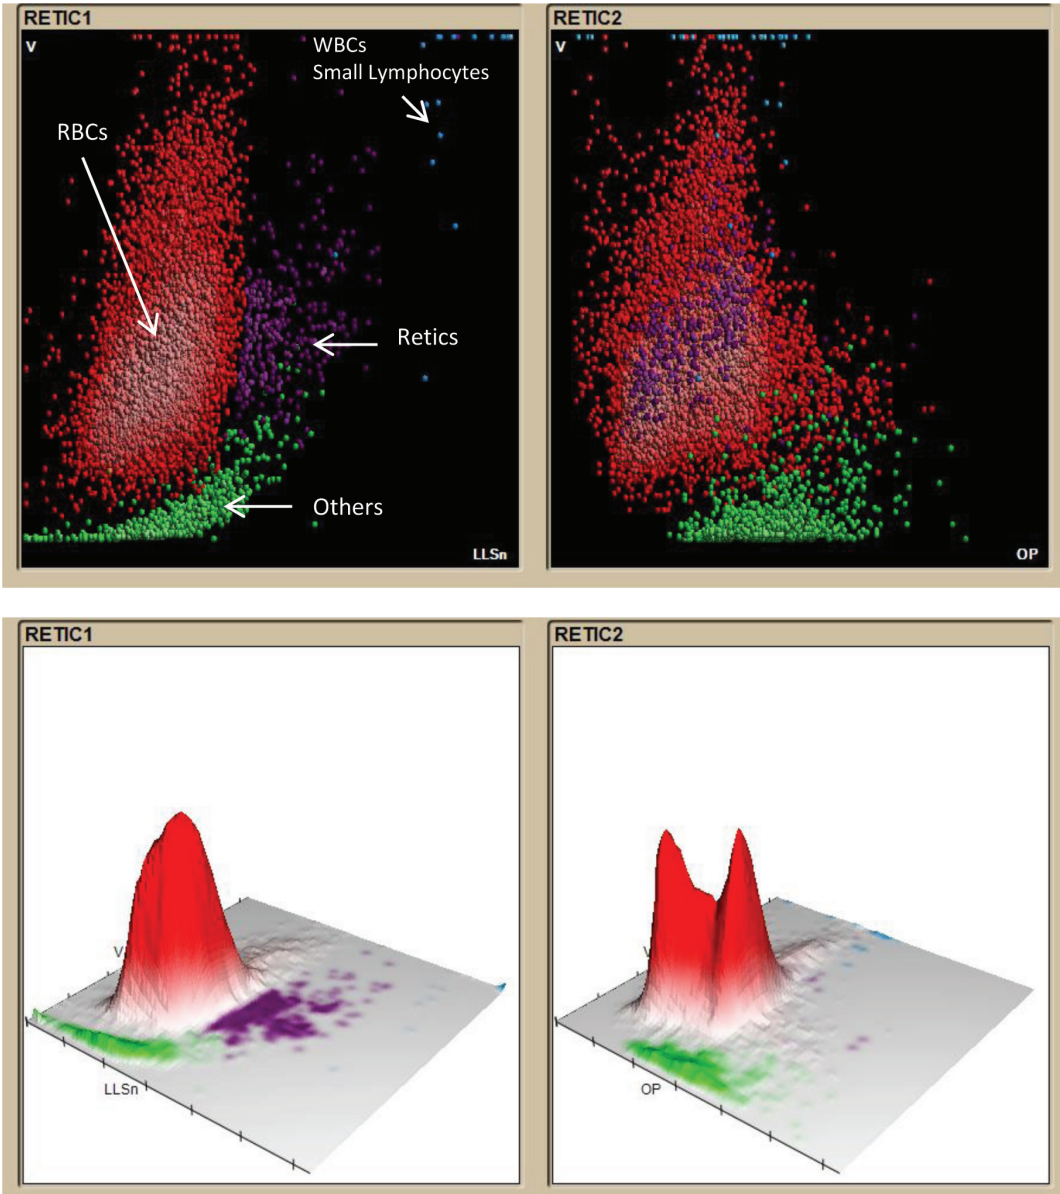 RETIC1
V
WBCs
Small Lymphocytes
RBCs
Retics
Others
LLSn
RETIC2
V
OP
RETIC1
V
LLSn
RETIC2
V
OP